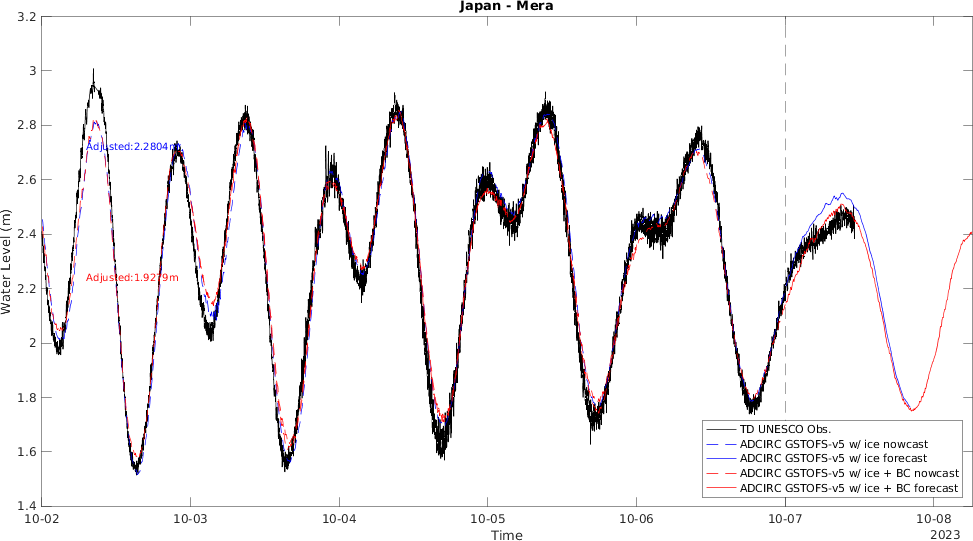 Japan - Mera
3.2
3
2.8
2.6
2.4
2.2
2
1.8
1.6
1.4
Water Level (m)
Adjusted:2.2804m
Adjusted:1.9279m
TD UNESCO Obs.
ADCIRC GSTOFS-v5 w/ ice nowcast
ADCIRC GSTOFS-v5 w/ ice forecast
ADCIRC GSTOFS-v5 w/ ice + BC nowcast
ADCIRC GSTOFS-v5 w/ ice + BC forecast
10-02 10-03 10-04 10-05 10-06 10-07 10-08
2023
Time